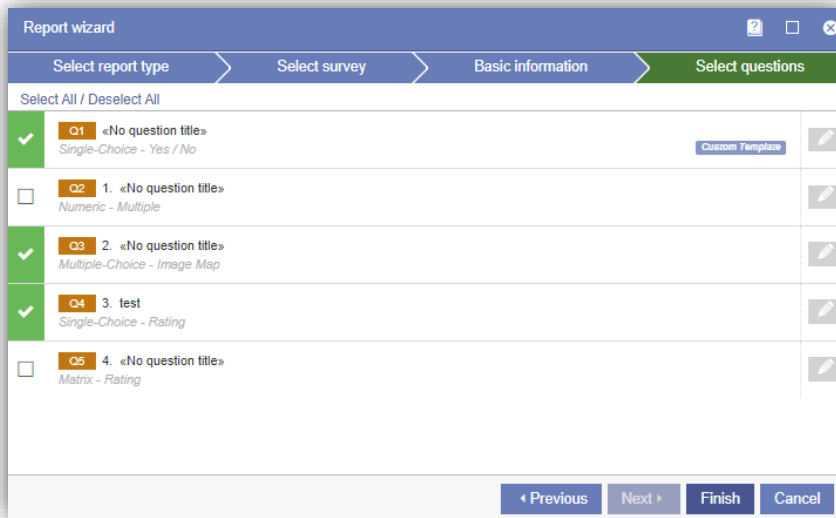 Report wizard
Select report type Select survey Basic information Select questions
Select All / Deselect All
Q1 «No question title»
Single-Choice - Yes / No
Custom Template
Q2 1. «No question title»
Numeric - Multiple
Q3 2. «No question title»
Multiple-Choice - Image Map
Q4 3. test
Single-Choice - Rating
Q5 4. «No question title»
Matrix - Rating
Previous Next Finish Cancel